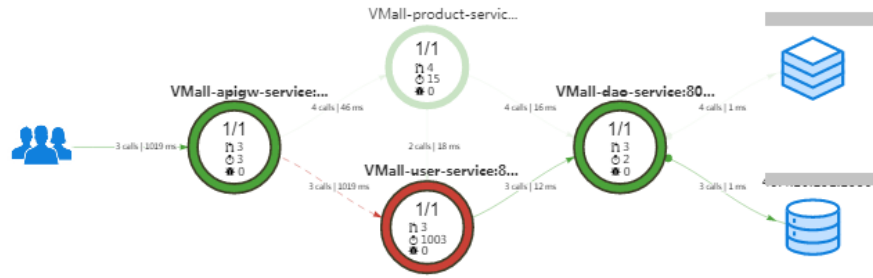 VMall-product-servic...
1/1
4
15
0
VMall-apigw-service:...
1/1
3
3
0
4 calls | 46 ms
4 calls | 16 ms
VMall-dao-service:80...
1/1
3
2
0
4 calls | 1 ms
3 calls | 1019 ms
2 calls | 18 ms
VMall-user-service:8...
1/1
3
1003
0
3 calls | 1019 ms
3 calls | 12 ms
3 calls | 1 ms